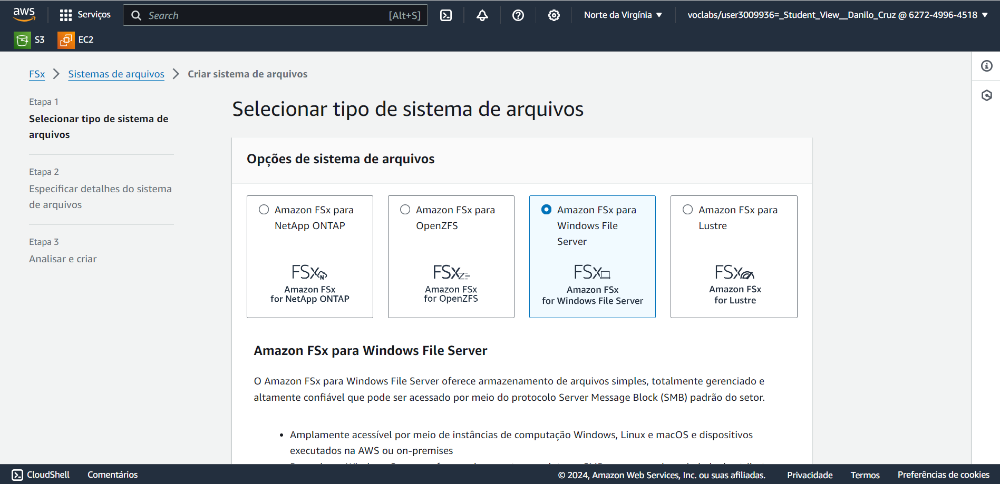 aws
Serviços
Search
[Alt+S]
Norte da Virgínia
voclabs/user3009936=_Student_View__Danilo_Cruz @ 6272-4996-4518
S3
EC2
FSx
Sistemas de arquivos
Criar sistema de arquivos
Etapa 1
Selecionar tipo de sistema de
arquivos
Etapa 2
Especificar detalhes do sistema
de arquivos
Etapa 3
Analisar e criar
Selecionar tipo de sistema de arquivos
Opções de sistema de arquivos
Amazon FSx para
NetApp ONTAP
FSx
N
Amazon FSx
for NetApp ONTAP
Amazon FSx para
OpenZFS
FSx
Amazon FSx
for OpenZFS
Amazon FSx para
Windows File
Server
FSx
Amazon FSx
for Windows File Server
Amazon FSx para
Lustre
FSx
Amazon FSx
for Lustre
Amazon FSx para Windows File Server
O Amazon FSx para Windows File Server oferece armazenamento de arquivos simples, totalmente gerenciado e
altamente confiável que pode ser acessado por meio do protocolo Server Message Block (SMB) padrão do setor.
• Amplamente acessível por meio de instâncias de computação Windows, Linux e macOS e dispositivos
executados na AWS ou on-premises
CloudShell
Comentários
© 2024, Amazon Web Services, Inc. ou suas afiliadas.
Privacidade
Termos
Preferências de cookies